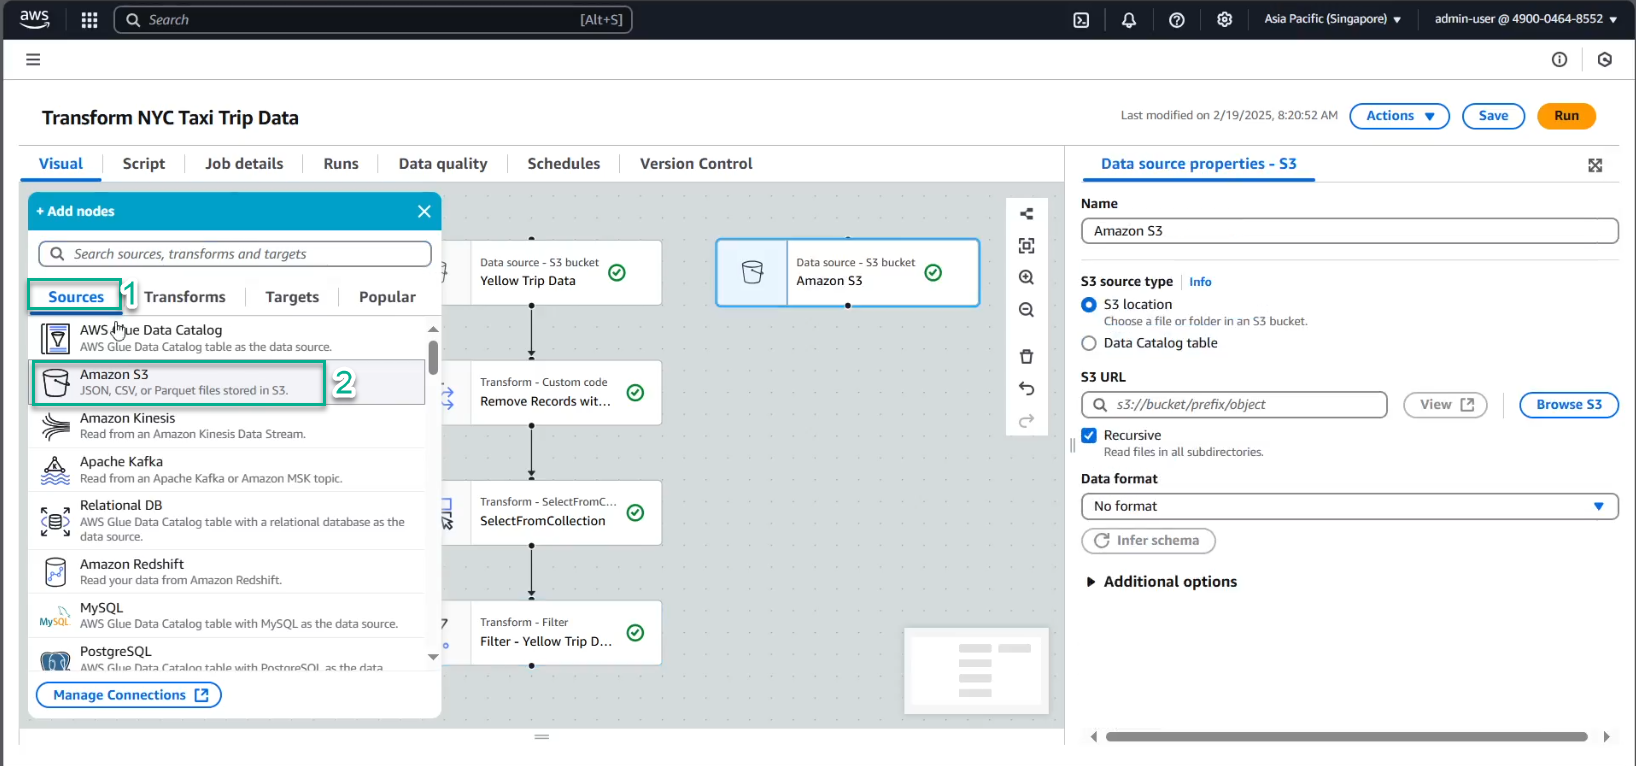 aws
Search
[Alt+S]
Asia Pacific (Singapore) ▼
admin-user @ 4900-0464-8552 ▼
Transform NYC Taxi Trip Data
Last modified on 2/19/2025, 8:20:52 AM
Actions ▼
Save
Run
Visual
Script
Job details
Runs
Data quality
Schedules
Version Control
+ Add nodes
Search sources, transforms and targets
Sources
1
Transforms
Targets
Popular
AWS Glue Data Catalog
AWS Glue Data Catalog table as the data source.
Amazon S3
JSON, CSV, or Parquet files stored in S3.
2
Amazon Kinesis
Read from an Amazon Kinesis Data Stream.
Apache Kafka
Read from an Apache Kafka or Amazon MSK topic.
Relational DB
AWS Glue Data Catalog table with a relational database as the
data source.
Amazon Redshift
Read your data from Amazon Redshift.
MySQL
MySQL
AWS Glue Data Catalog table with MySQL as the data source.
PostgreSQL
AWS Glue Data Catalog table with PostgreSQL as the data
Manage Connections
Data source - S3 bucket
Yellow Trip Data
Transform - Custom code
Remove Records wit...
Transform - SelectFromC...
SelectFromCollection
Transform - Filter
Filter - Yellow Trip D...
Data source - S3 bucket
Amazon S3
Data source properties - S3
Name
Amazon S3
S3 source type
Info
S3 location
Choose a file or folder in an S3 bucket.
Data Catalog table
S3 URL
s3://bucket/prefix/object
View
Browse S3
Recursive
Read files in all subdirectories.
Data format
No format
Infer schema
Additional options